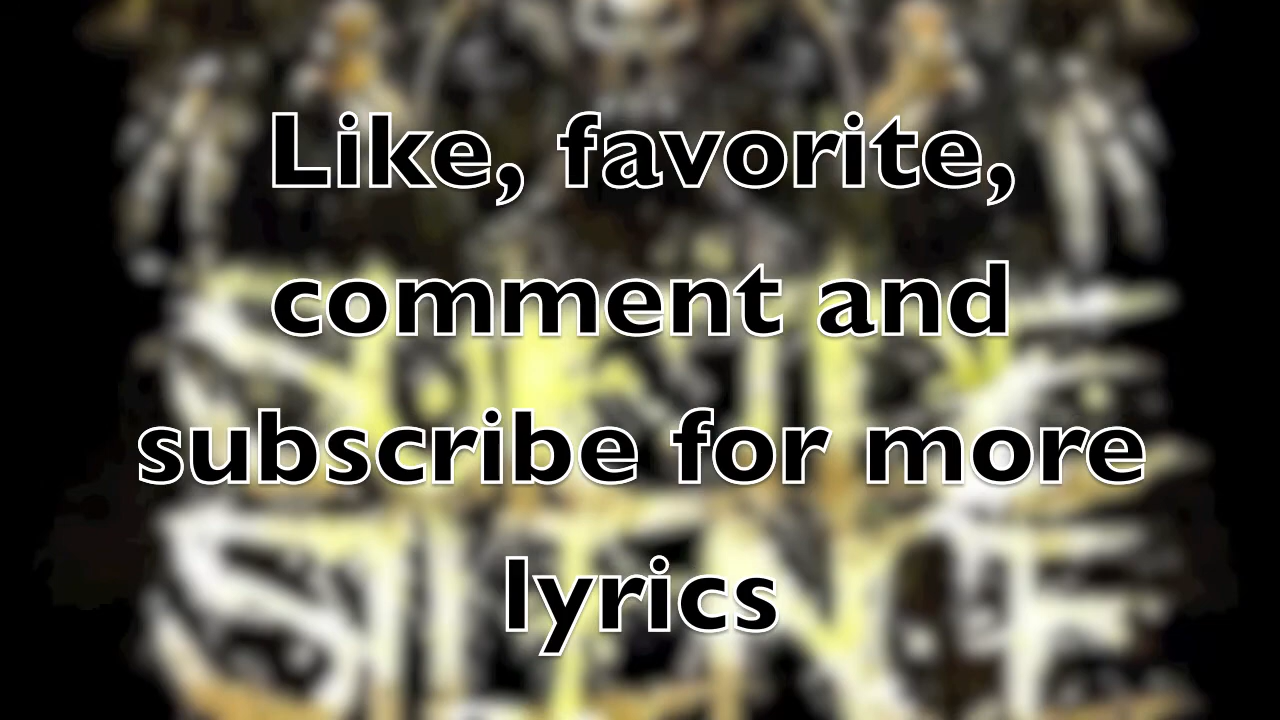 Like, favorite,
comment and
subscribe for more
lyrics